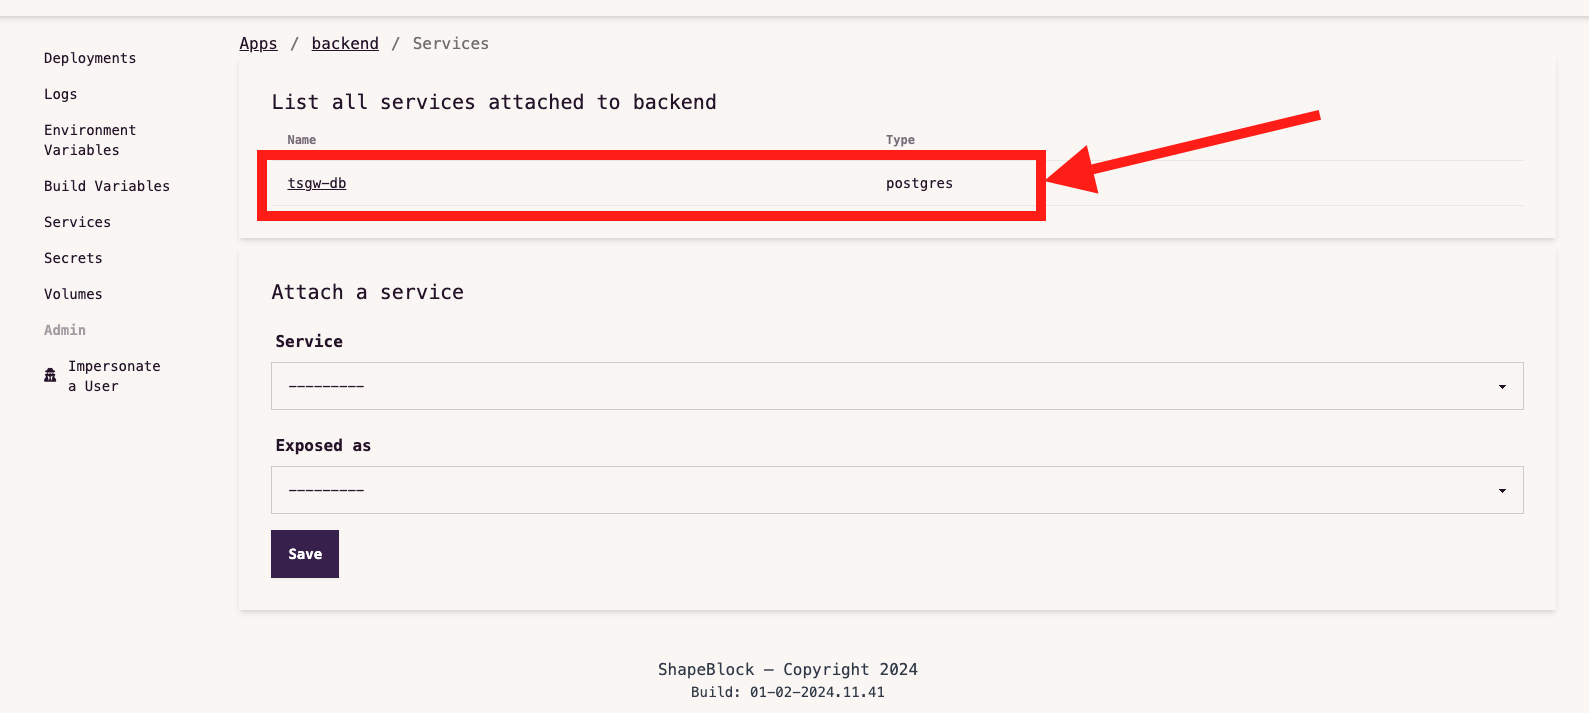 Apps / backend / Services
Deployments
Logs
Environment
Variables
Build Variables
Services
Secrets
Volumes
Admin
Impersonate
a User
List all services attached to backend
Name Type
tsgw-db postgres
Attach a service
Service
---------
Exposed as
---------
Save
ShapeBlock — Copyright 2024
Build: 01-02-2024.11.41